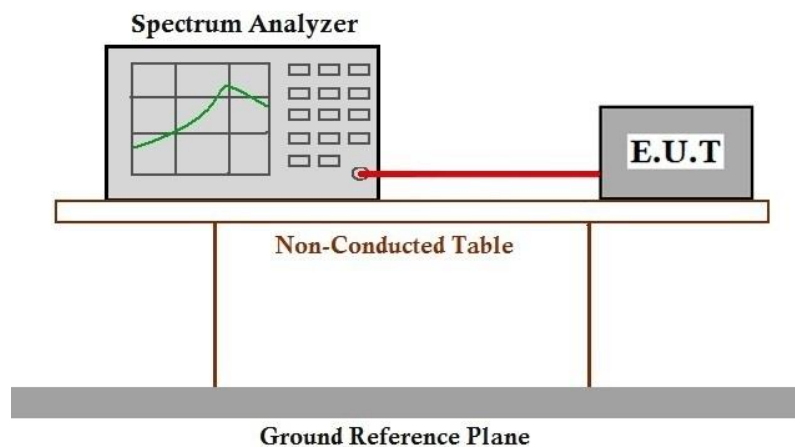 Spectrum Analyzer
E.U.T
Non-Conducted Table
Ground Reference Plane